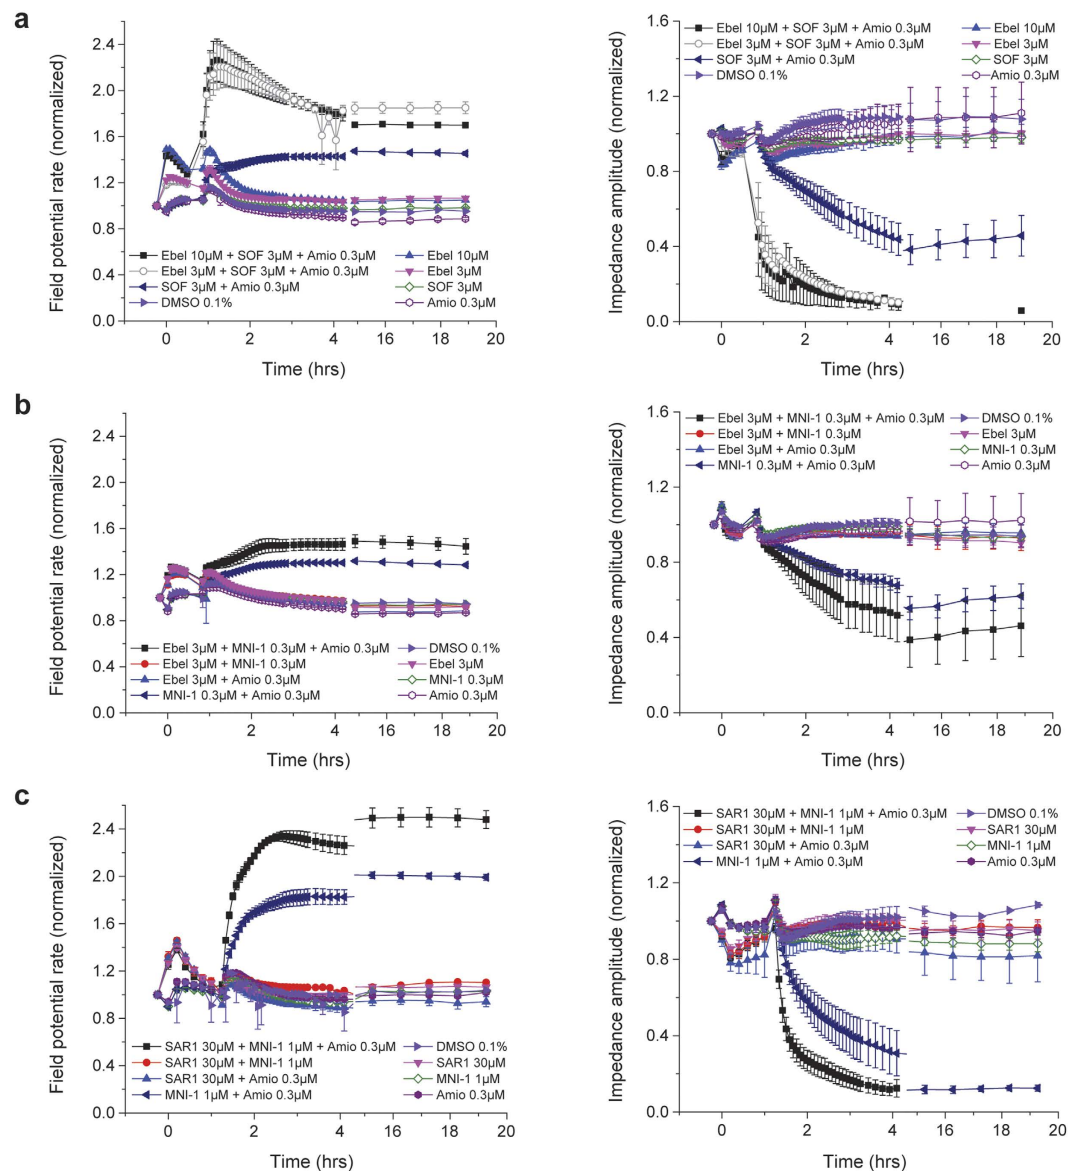 a
Field potential rate (normalized)
2.4
2.0
1.6
1.2
0.8
0.4
0.0
Ebel 10μM + SOF 3μM + Amio 0.3μM
Ebel 3μM + SOF 3μM + Amio 0.3μM
SOF 3μM + Amio 0.3μM
DMSO 0.1%
Ebel 10μM
Ebel 3μM
SOF 3μM
Amio 0.3μM
0 2 4 16 18 20
Time (hrs)
Impedance amplitude (normalized)
1.6
1.2
0.8
0.4
0.0
Ebel 10μM + SOF 3μM + Amio 0.3μM
Ebel 3μM + SOF 3μM + Amio 0.3μM
SOF 3μM + Amio 0.3μM
DMSO 0.1%
Ebel 10μM
Ebel 3μM
SOF 3μM
Amio 0.3μM
0 2 4 16 18 20
Time (hrs)
b
Field potential rate (normalized)
2.4
2.0
1.6
1.2
0.8
0.4
0.0
Ebel 3μM + MNI-1 0.3μM + Amio 0.3μM
Ebel 3μM + MNI-1 0.3μM
Ebel 3μM + Amio 0.3μM
MNI-1 0.3μM + Amio 0.3μM
DMSO 0.1%
Ebel 3μM
MNI-1 0.3μM
Amio 0.3μM
0 2 4 16 18 20
Time (hrs)
Impedance amplitude (normalized)
1.6
1.2
0.8
0.4
0.0
Ebel 3μM + MNI-1 0.3μM + Amio 0.3μM
Ebel 3μM + MNI-1 0.3μM
Ebel 3μM + Amio 0.3μM
MNI-1 0.3μM + Amio 0.3μM
DMSO 0.1%
Ebel 3μM
MNI-1 0.3μM
Amio 0.3μM
0 2 4 16 18 20
Time (hrs)
c
Field potential rate (normalized)
2.4
2.0
1.6
1.2
0.8
0.4
0.0
SAR1 30μM + MNI-1 1μM + Amio 0.3μM
SAR1 30μM + MNI-1 1μM
SAR1 30μM + Amio 0.3μM
MNI-1 1μM + Amio 0.3μM
DMSO 0.1%
SAR1 30μM
MNI-1 1μM
Amio 0.3μM
0 2 4 16 18 20
Time (hrs)
Impedance amplitude (normalized)
1.6
1.2
0.8
0.4
0.0
SAR1 30μM + MNI-1 1μM + Amio 0.3μM
SAR1 30μM + MNI-1 1μM
SAR1 30μM + Amio 0.3μM
MNI-1 1μM + Amio 0.3μM
DMSO 0.1%
SAR1 30μM
MNI-1 1μM
Amio 0.3μM
0 2 4 16 18 20
Time (hrs)